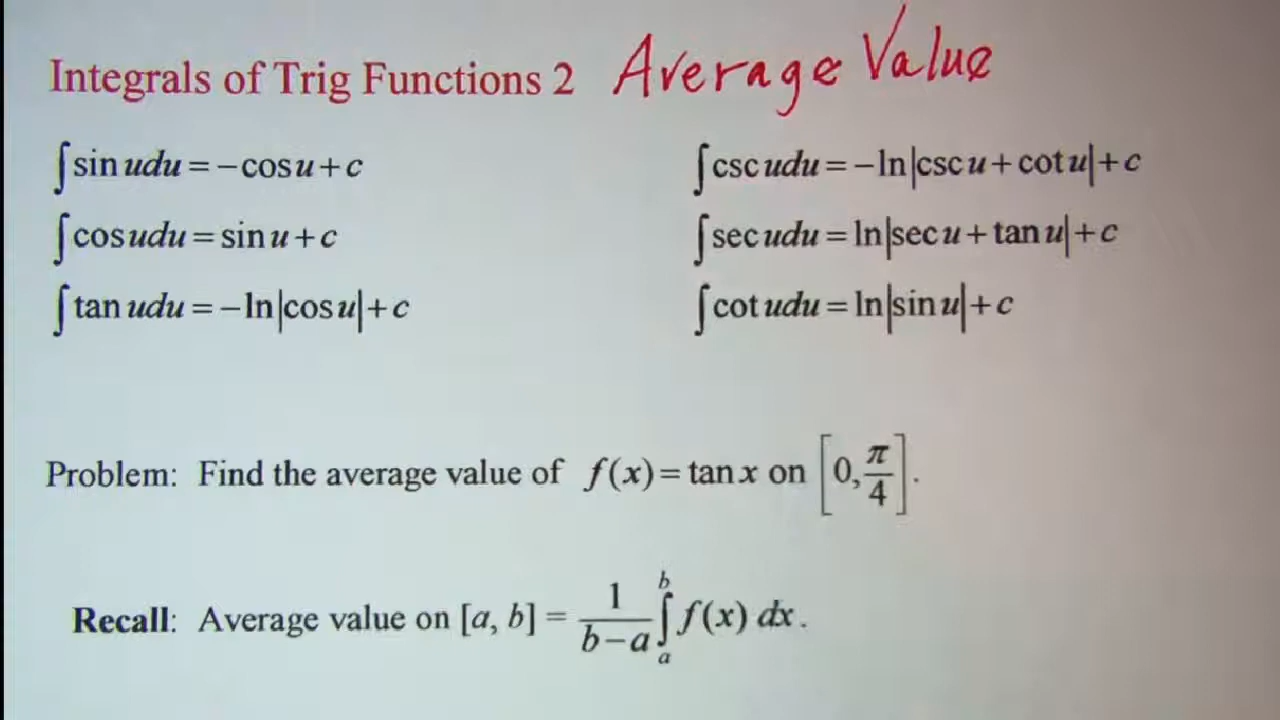 Integrals of Trig Functions 2 Average Value
∫ sin u du = −cos u + c
∫ csc u du = −ln|csc u + cot u| + c
∫ cos u du = sin u + c
∫ sec u du = ln|sec u + tan u| + c
∫ tan u du = −ln|cos u| + c
∫ cot u du = ln|sin u| + c
Problem: Find the average value of f(x) = tan x on [0, π/4].
Recall: Average value on [a, b] = 1/(b−a) ∫_a^b f(x) dx.